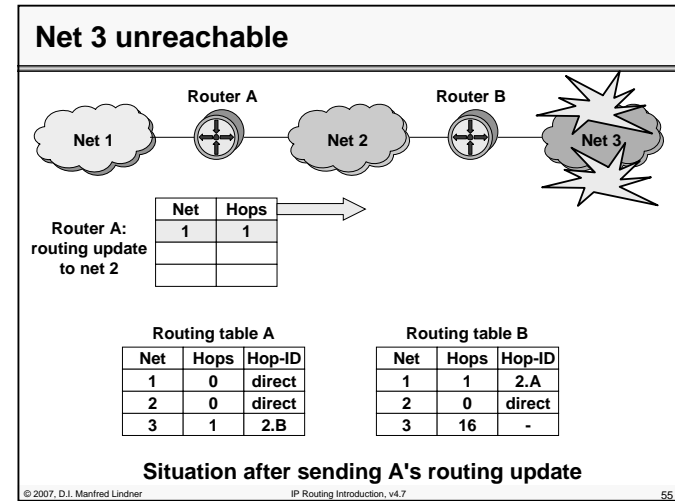 Net 3 unreachable
Router A
Router B
Net 1
Net 2
Net 3
Net Hops
1 1
Router A:
routing update
to net 2
Routing table A
Net Hops Hop-ID
1 0 direct
2 0 direct
3 1 2.B
Routing table B
Net Hops Hop-ID
1 1 2.A
2 0 direct
3 16 -
Situation after sending A's routing update
© 2007, D.I. Manfred Lindner
IP Routing Introduction, v4.7
55